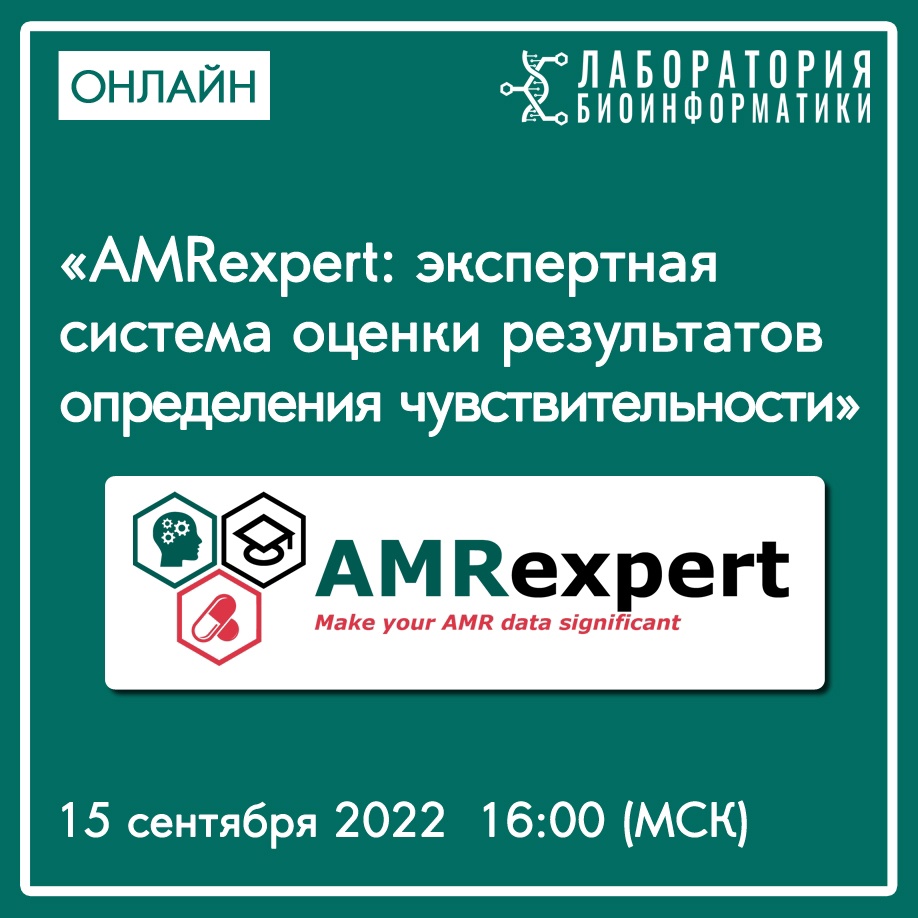 ОНЛАЙН
ЛАБОРАТОРИЯ
БИОИНФОРМАТИКИ
«AMRexpert: экспертная
система оценки результатов
определения чувствительности»
AMRexpert
Make your AMR data significant
15 сентября 2022 16:00 (МСК)